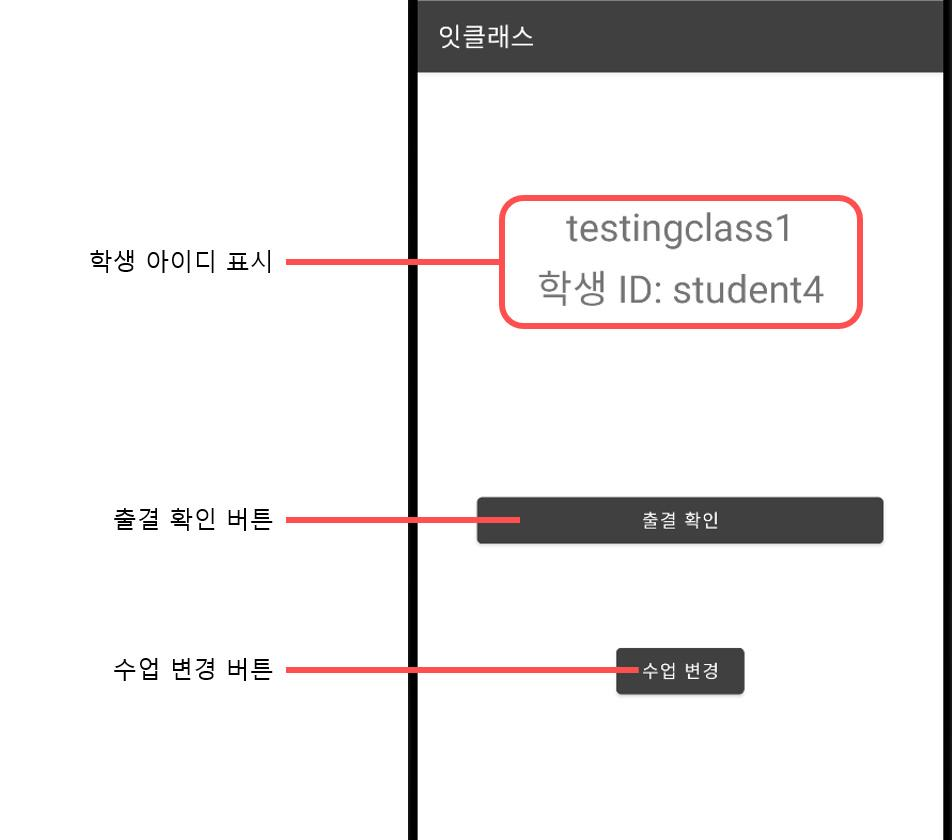 잇클래스
학생 아이디 표시
testingclass1
학생 ID: student4
출결 확인 버튼
출결 확인
수업 변경 버튼
수업 변경